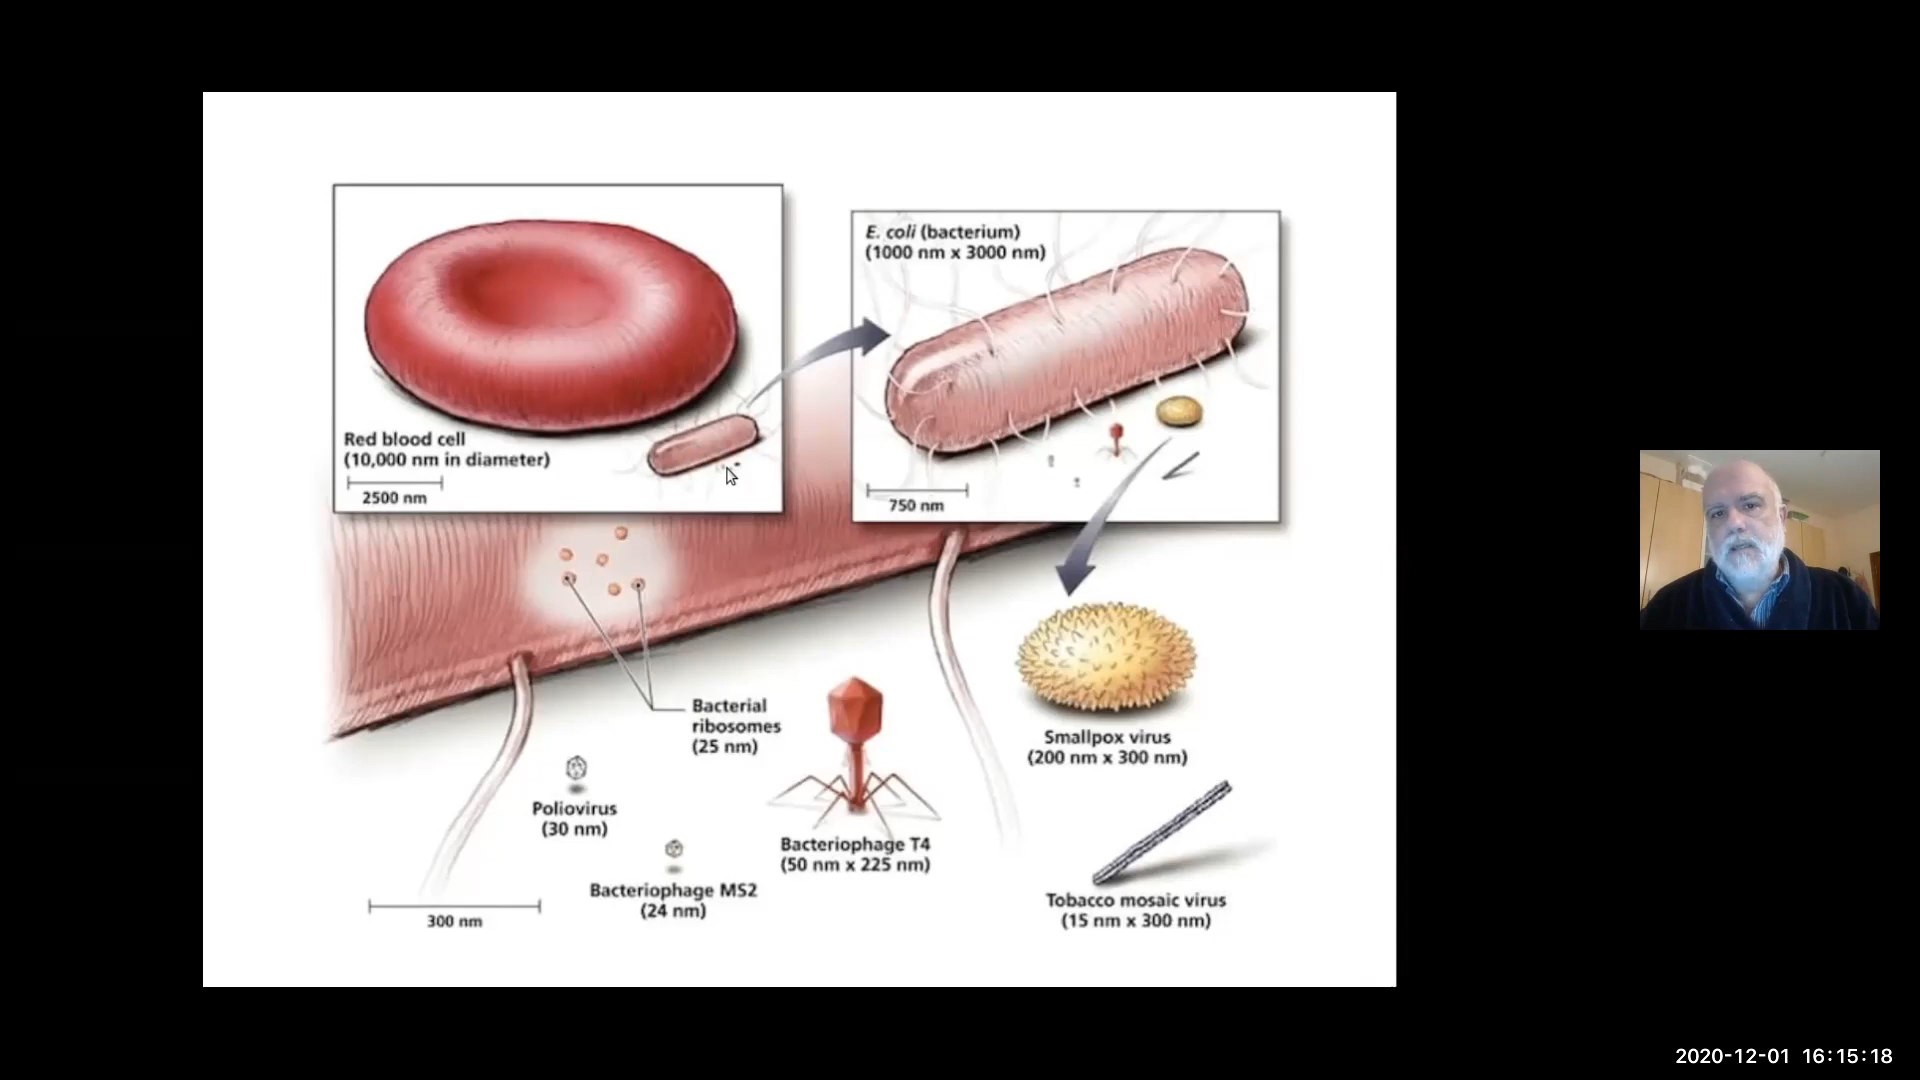 E. coli (bacterium)
(1000 nm x 3000 nm)
Red blood cell
(10,000 nm in diameter)
2500 nm
750 nm
Bacterial
ribosomes
(25 nm)
Smallpox virus
(200 nm x 300 nm)
Poliovirus
(30 nm)
Bacteriophage T4
(50 nm x 225 nm)
Bacteriophage MS2
(24 nm)
Tobacco mosaic virus
(15 nm x 300 nm)
300 nm
2020-12-01 16:15:18